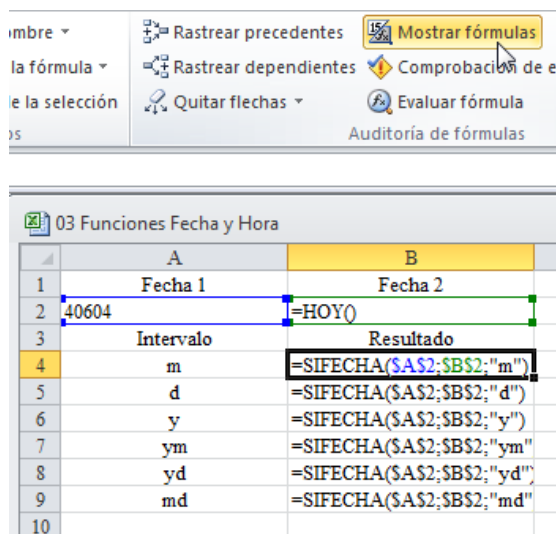 ombre Rastrear precedentes Mostrar fórmulas
la fórmula Rastrear dependientes Comprobación de e
e la selección Quitar flechas Evaluar fórmula
os Auditoría de fórmulas
03 Funciones Fecha y Hora
A B
1 Fecha 1 Fecha 2
2 40604 =HOY()
3 Intervalo Resultado
4 m =SIFECHA($A$2;$B$2;"m")
5 d =SIFECHA($A$2;$B$2;"d")
6 y =SIFECHA($A$2;$B$2;"y")
7 ym =SIFECHA($A$2;$B$2;"ym"
8 yd =SIFECHA($A$2;$B$2;"yd")
9 md =SIFECHA($A$2;$B$2;"md"
10